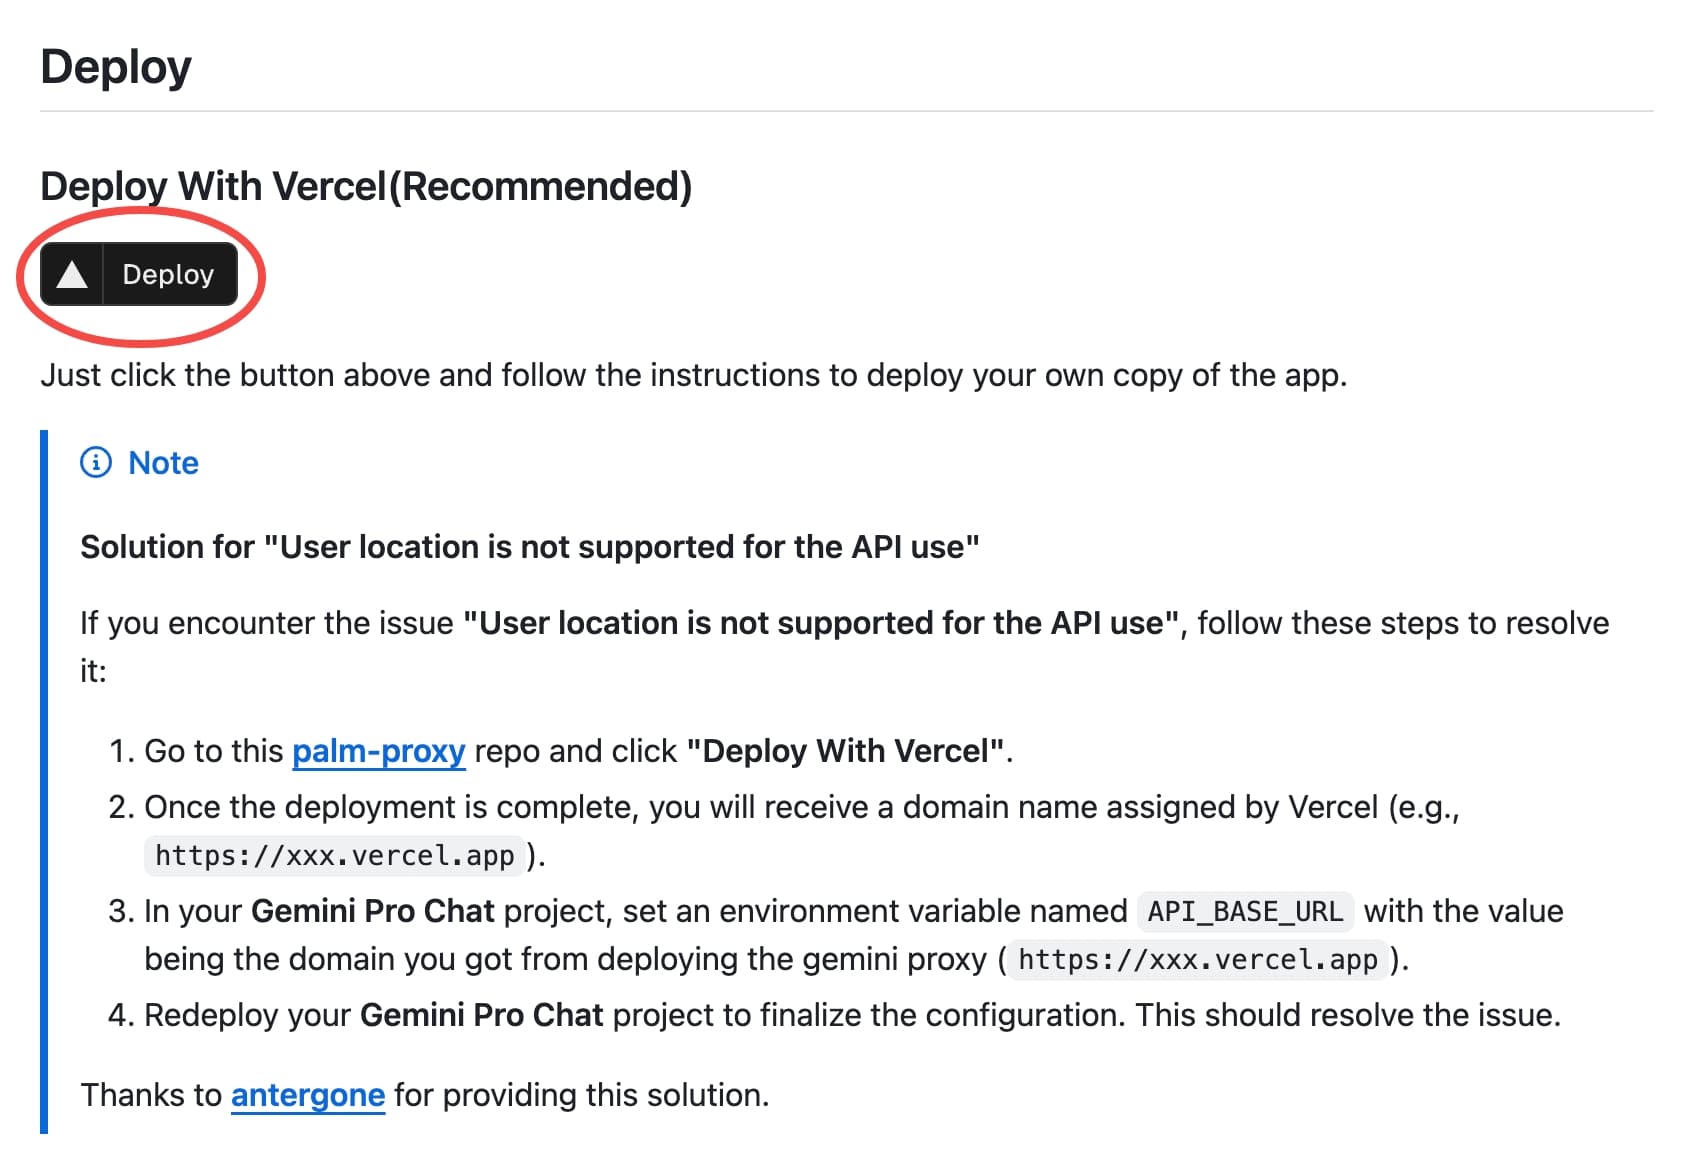 Deploy
Deploy With Vercel(Recommended)
Deploy
Just click the button above and follow the instructions to deploy your own copy of the app.
Note
Solution for "User location is not supported for the API use"
If you encounter the issue "User location is not supported for the API use", follow these steps to resolve
it:
1. Go to this palm-proxy repo and click "Deploy With Vercel".
2. Once the deployment is complete, you will receive a domain name assigned by Vercel (e.g.,
https://xxx.vercel.app ).
3. In your Gemini Pro Chat project, set an environment variable named API_BASE_URL with the value
being the domain you got from deploying the gemini proxy ( https://xxx.vercel.app ).
4. Redeploy your Gemini Pro Chat project to finalize the configuration. This should resolve the issue.
Thanks to antergone for providing this solution.